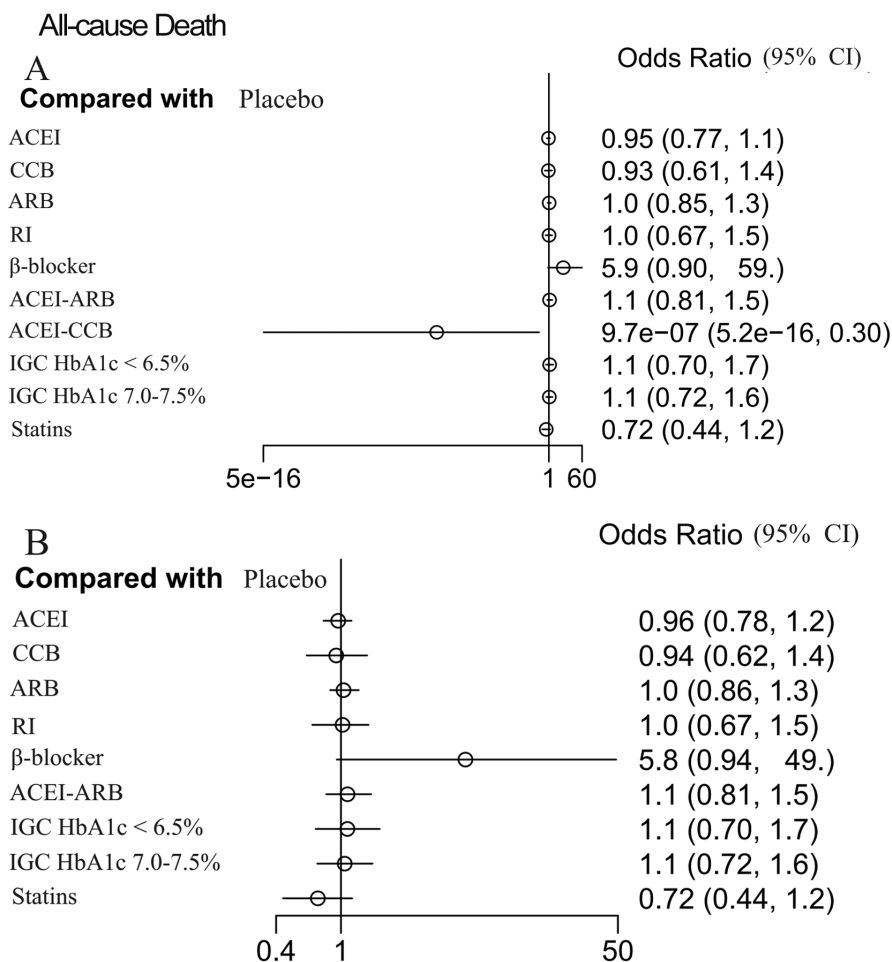 All-cause Death
A
Odds Ratio (95% CI)
Compared with Placebo
ACEI 0.95 (0.77, 1.1)
CCB 0.93 (0.61, 1.4)
ARB 1.0 (0.85, 1.3)
RI 1.0 (0.67, 1.5)
β-blocker 5.9 (0.90, 59.)
ACEI-ARB 1.1 (0.81, 1.5)
ACEI-CCB 9.7e−07 (5.2e−16, 0.30)
IGC HbA1c < 6.5% 1.1 (0.70, 1.7)
IGC HbA1c 7.0-7.5% 1.1 (0.72, 1.6)
Statins 0.72 (0.44, 1.2)
5e−16 1 60
B
Odds Ratio (95% CI)
Compared with Placebo
ACEI 0.96 (0.78, 1.2)
CCB 0.94 (0.62, 1.4)
ARB 1.0 (0.86, 1.3)
RI 1.0 (0.67, 1.5)
β-blocker 5.8 (0.94, 49.)
ACEI-ARB 1.1 (0.81, 1.5)
IGC HbA1c < 6.5% 1.1 (0.70, 1.7)
IGC HbA1c 7.0-7.5% 1.1 (0.72, 1.6)
Statins 0.72 (0.44, 1.2)
0.4 1 50